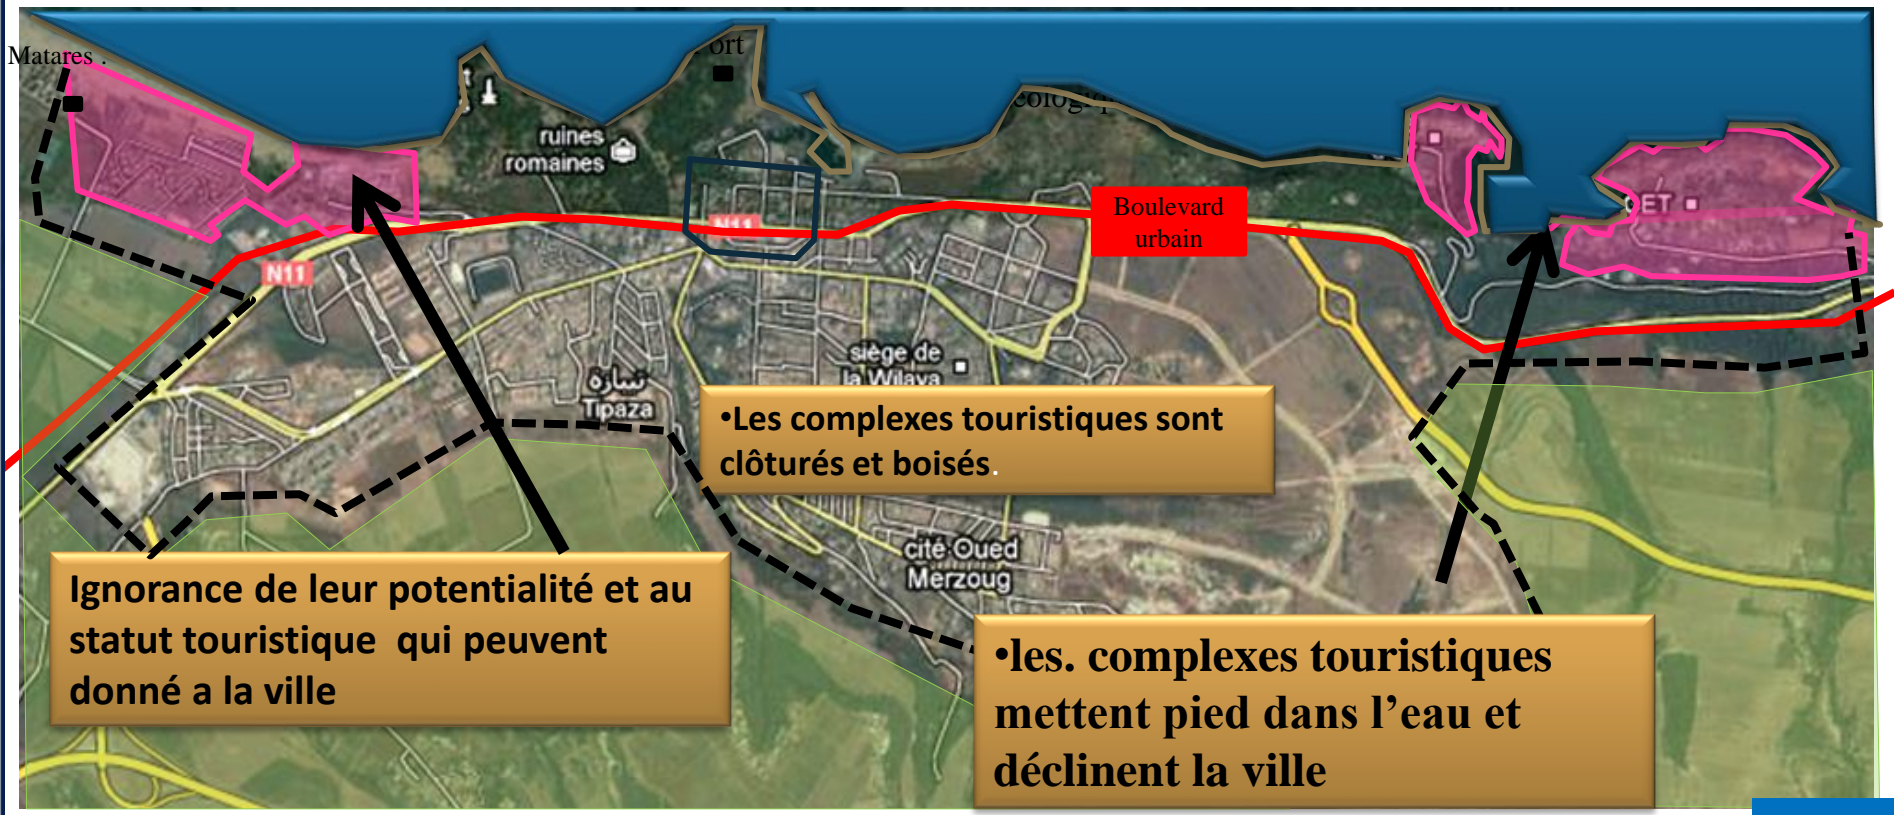 Matares .
ort
éologiq
ruines
romaines
N11
Boulevard
urbain
ÉT
N11
siège de
la Wilaya
تيبازة
Tipaza
•Les complexes touristiques sont
clôturés et boisés.
cité Oued
Merzoug
Ignorance de leur potentialité et au
statut touristique qui peuvent
donné a la ville
•les. complexes touristiques
mettent pied dans l’eau et
déclinent la ville